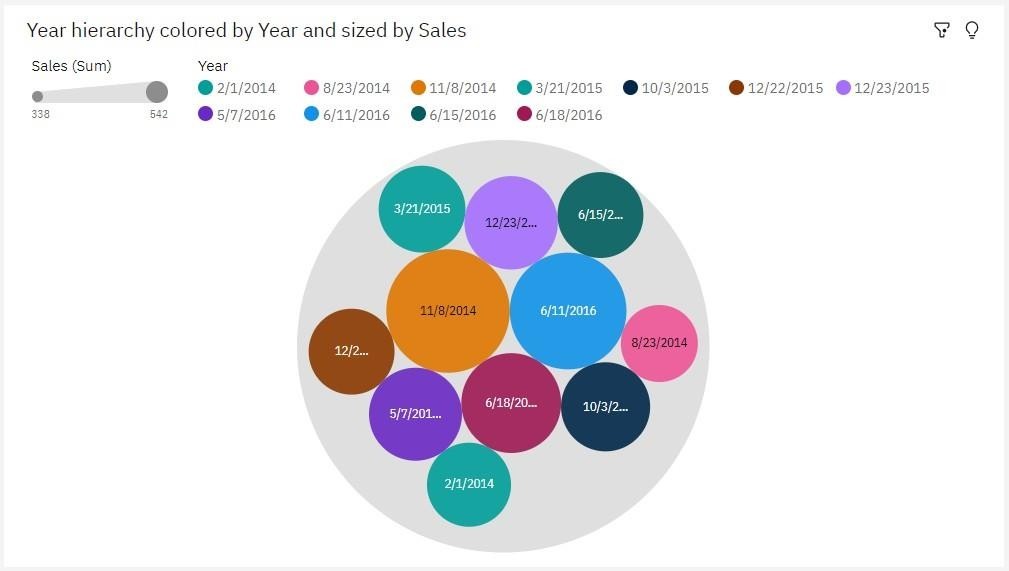 Year hierarchy colored by Year and sized by Sales
Sales (Sum)
338 542
Year
2/1/2014 8/23/2014 11/8/2014 3/21/2015 10/3/2015 12/22/2015 12/23/2015
5/7/2016 6/11/2016 6/15/2016 6/18/2016
3/21/2015
12/23/2...
6/15/2...
11/8/2014
6/11/2016
8/23/2014
12/2...
5/7/201...
6/18/20...
10/3/2...
2/1/2014